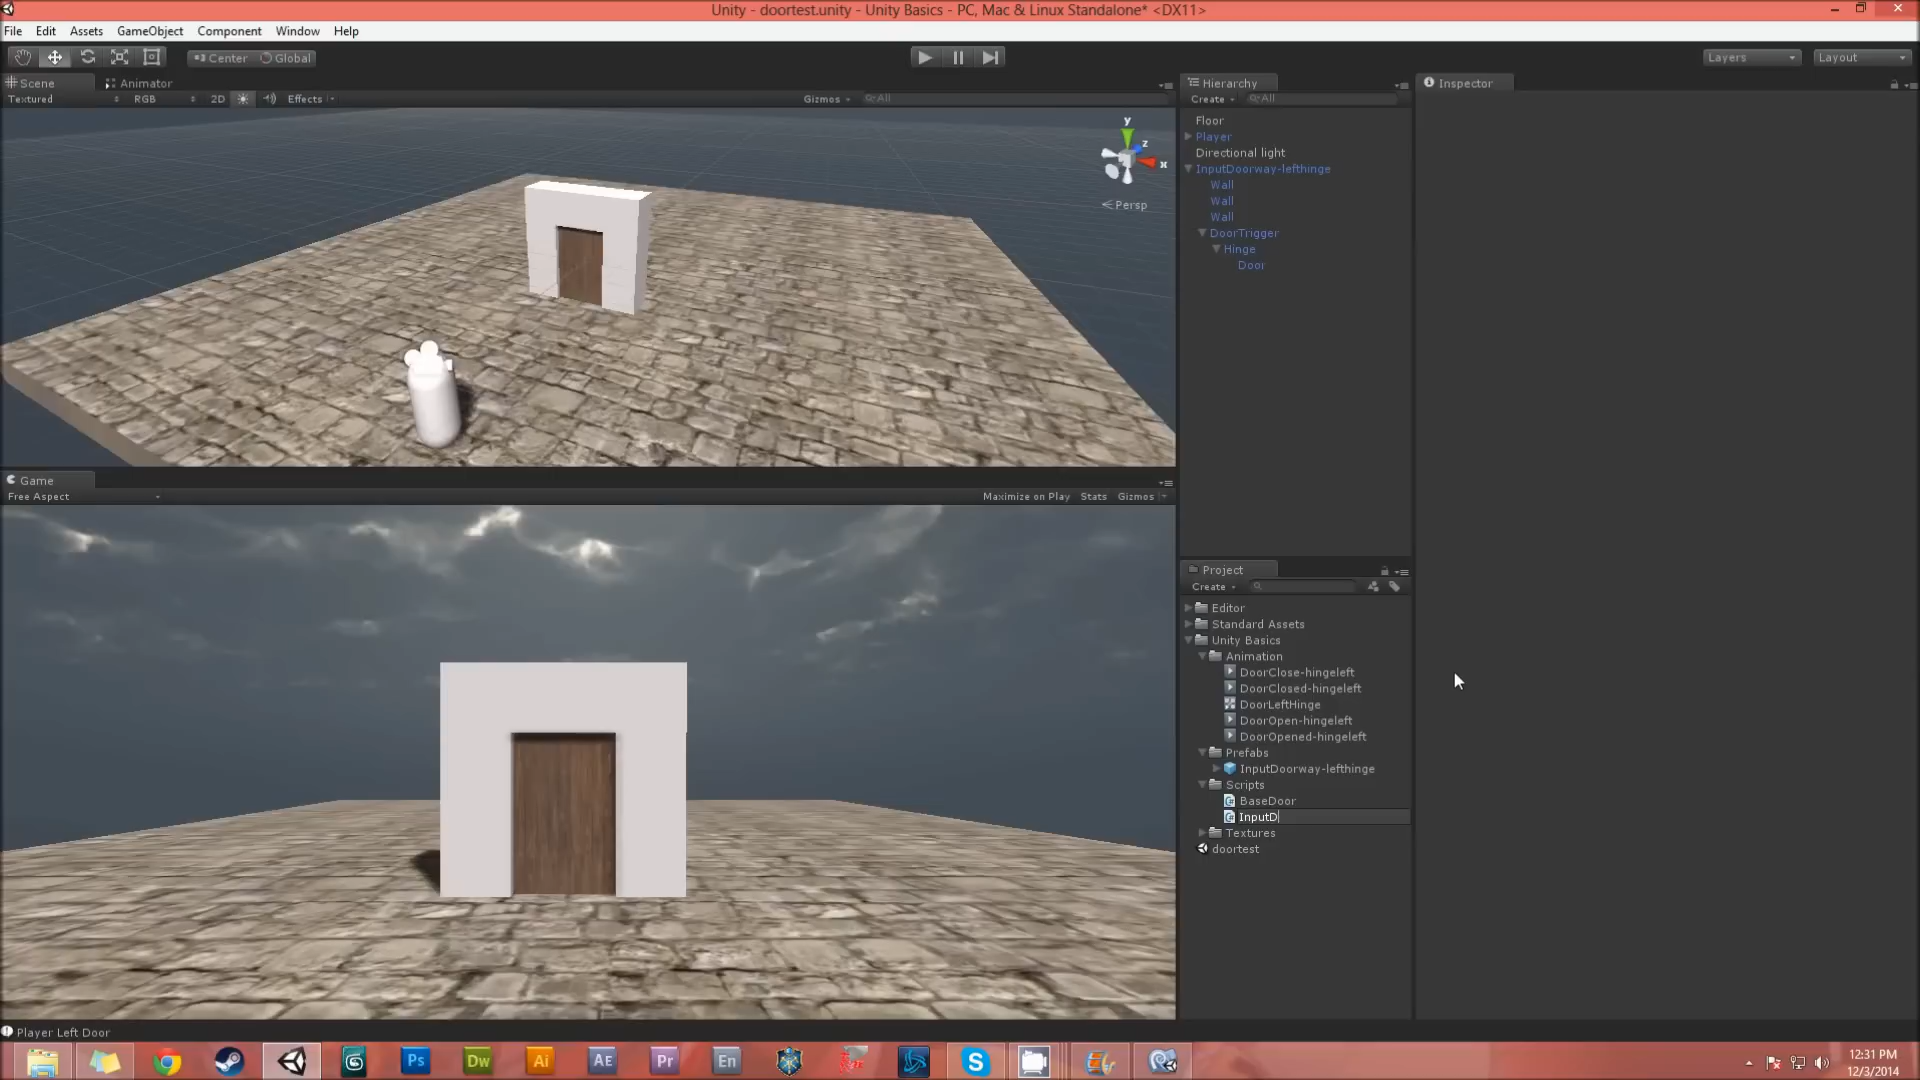 Unity - doortest.unity - Unity Basics - PC, Mac & Linux Standalone* <DX11>
File Edit Assets GameObject Component Window Help
Center Global
Layers Layout
Scene Animator
Textured RGB 2D Effects Gizmos All
y
z
x
Persp
Hierarchy
Create All
Floor
Player
Directional light
InputDoorway-lefthinge
Wall
Wall
Wall
DoorTrigger
Hinge
Door
Inspector
Game
Free Aspect Maximize on Play Stats Gizmos
Project
Create
Editor
Standard Assets
Unity Basics
Animation
DoorClose-hingeleft
DoorClosed-hingeleft
DoorLeftHinge
DoorOpen-hingeleft
DoorOpened-hingeleft
Prefabs
InputDoorway-lefthinge
Scripts
BaseDoor
InputD
Textures
doortest
Player Left Door
Ps Dw Ai AE Pr En
12:31 PM
12/3/2014